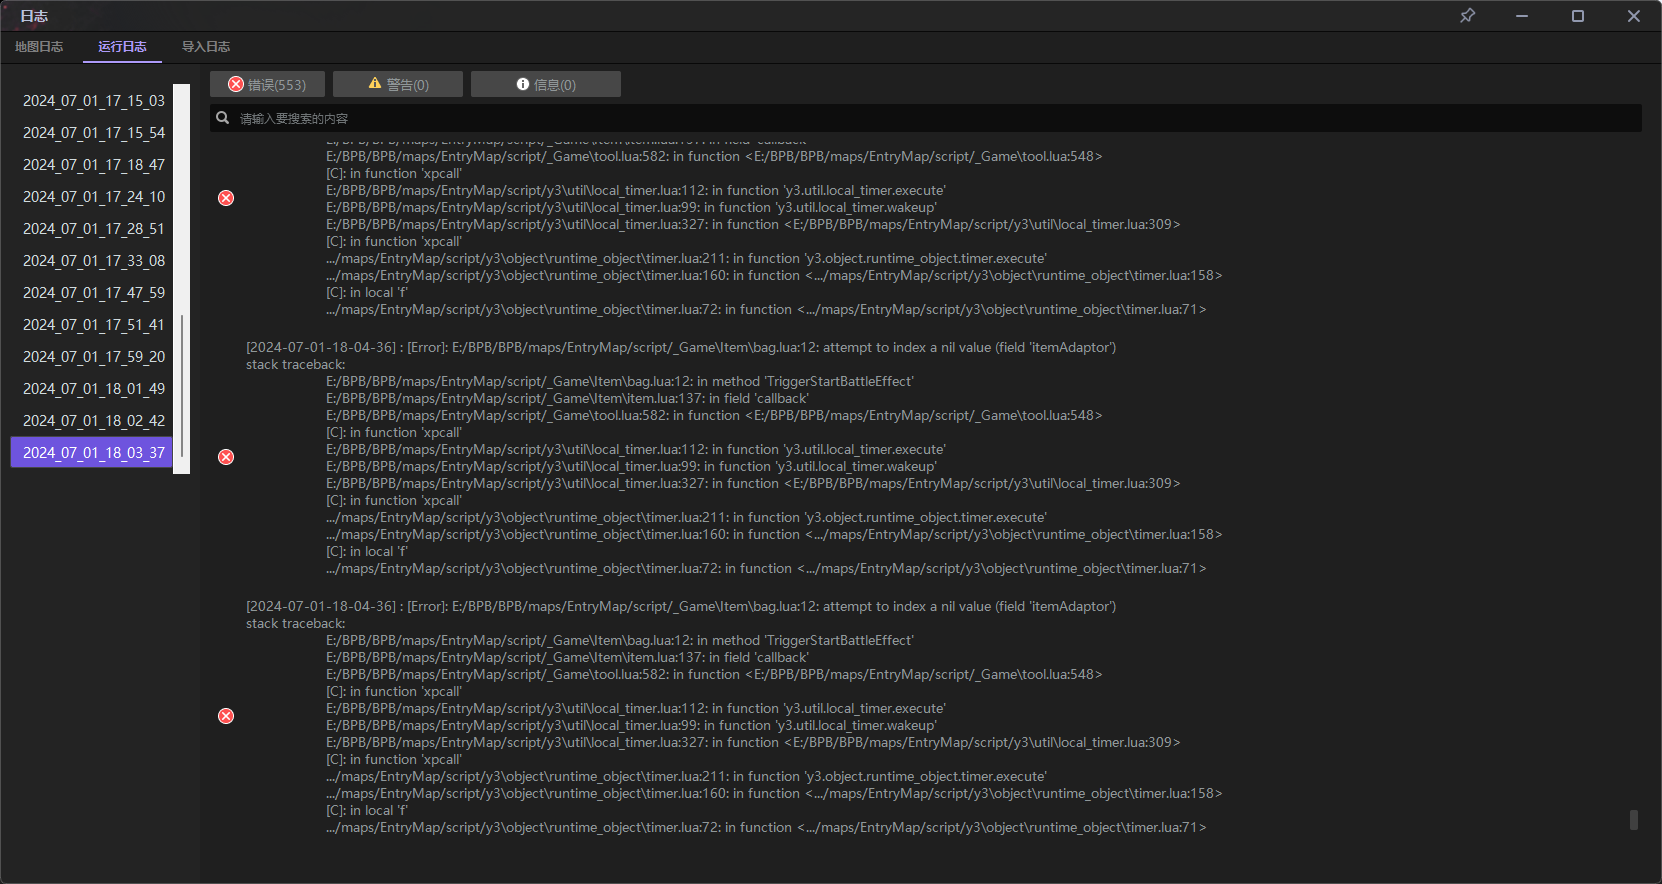 日志
地图日志 运行日志 导入日志
错误(553) 警告(0) 信息(0)
请输入要搜索的内容
2024_07_01_17_15_03
2024_07_01_17_15_54
2024_07_01_17_18_47
2024_07_01_17_24_10
2024_07_01_17_28_51
2024_07_01_17_33_08
2024_07_01_17_47_59
2024_07_01_17_51_41
2024_07_01_17_59_20
2024_07_01_18_01_49
2024_07_01_18_02_42
2024_07_01_18_03_37
E:/BPB/BPB/maps/EntryMap/script/_Game\Item\item.lua:137: in field 'callback'
E:/BPB/BPB/maps/EntryMap/script/_Game\tool.lua:582: in function <E:/BPB/BPB/maps/EntryMap/script/_Game\tool.lua:548>
[C]: in function 'xpcall'
E:/BPB/BPB/maps/EntryMap/script/y3\util\local_timer.lua:112: in function 'y3.util.local_timer.execute'
E:/BPB/BPB/maps/EntryMap/script/y3\util\local_timer.lua:99: in function 'y3.util.local_timer.wakeup'
E:/BPB/BPB/maps/EntryMap/script/y3\util\local_timer.lua:327: in function <E:/BPB/BPB/maps/EntryMap/script/y3\util\local_timer.lua:309>
[C]: in function 'xpcall'
.../maps/EntryMap/script/y3\object\runtime_object\timer.lua:211: in function 'y3.object.runtime_object.timer.execute'
.../maps/EntryMap/script/y3\object\runtime_object\timer.lua:160: in function <.../maps/EntryMap/script/y3\object\runtime_object\timer.lua:158>
[C]: in local 'f'
.../maps/EntryMap/script/y3\object\runtime_object\timer.lua:72: in function <.../maps/EntryMap/script/y3\object\runtime_object\timer.lua:71>
[2024-07-01-18-04-36] : [Error]: E:/BPB/BPB/maps/EntryMap/script/_Game\Item\bag.lua:12: attempt to index a nil value (field 'itemAdaptor')
stack traceback:
E:/BPB/BPB/maps/EntryMap/script/_Game\Item\bag.lua:12: in method 'TriggerStartBattleEffect'
E:/BPB/BPB/maps/EntryMap/script/_Game\Item\item.lua:137: in field 'callback'
E:/BPB/BPB/maps/EntryMap/script/_Game\tool.lua:582: in function <E:/BPB/BPB/maps/EntryMap/script/_Game\tool.lua:548>
[C]: in function 'xpcall'
E:/BPB/BPB/maps/EntryMap/script/y3\util\local_timer.lua:112: in function 'y3.util.local_timer.execute'
E:/BPB/BPB/maps/EntryMap/script/y3\util\local_timer.lua:99: in function 'y3.util.local_timer.wakeup'
E:/BPB/BPB/maps/EntryMap/script/y3\util\local_timer.lua:327: in function <E:/BPB/BPB/maps/EntryMap/script/y3\util\local_timer.lua:309>
[C]: in function 'xpcall'
.../maps/EntryMap/script/y3\object\runtime_object\timer.lua:211: in function 'y3.object.runtime_object.timer.execute'
.../maps/EntryMap/script/y3\object\runtime_object\timer.lua:160: in function <.../maps/EntryMap/script/y3\object\runtime_object\timer.lua:158>
[C]: in local 'f'
.../maps/EntryMap/script/y3\object\runtime_object\timer.lua:72: in function <.../maps/EntryMap/script/y3\object\runtime_object\timer.lua:71>
[2024-07-01-18-04-36] : [Error]: E:/BPB/BPB/maps/EntryMap/script/_Game\Item\bag.lua:12: attempt to index a nil value (field 'itemAdaptor')
stack traceback:
E:/BPB/BPB/maps/EntryMap/script/_Game\Item\bag.lua:12: in method 'TriggerStartBattleEffect'
E:/BPB/BPB/maps/EntryMap/script/_Game\Item\item.lua:137: in field 'callback'
E:/BPB/BPB/maps/EntryMap/script/_Game\tool.lua:582: in function <E:/BPB/BPB/maps/EntryMap/script/_Game\tool.lua:548>
[C]: in function 'xpcall'
E:/BPB/BPB/maps/EntryMap/script/y3\util\local_timer.lua:112: in function 'y3.util.local_timer.execute'
E:/BPB/BPB/maps/EntryMap/script/y3\util\local_timer.lua:99: in function 'y3.util.local_timer.wakeup'
E:/BPB/BPB/maps/EntryMap/script/y3\util\local_timer.lua:327: in function <E:/BPB/BPB/maps/EntryMap/script/y3\util\local_timer.lua:309>
[C]: in function 'xpcall'
.../maps/EntryMap/script/y3\object\runtime_object\timer.lua:211: in function 'y3.object.runtime_object.timer.execute'
.../maps/EntryMap/script/y3\object\runtime_object\timer.lua:160: in function <.../maps/EntryMap/script/y3\object\runtime_object\timer.lua:158>
[C]: in local 'f'
.../maps/EntryMap/script/y3\object\runtime_object\timer.lua:72: in function <.../maps/EntryMap/script/y3\object\runtime_object\timer.lua:71>